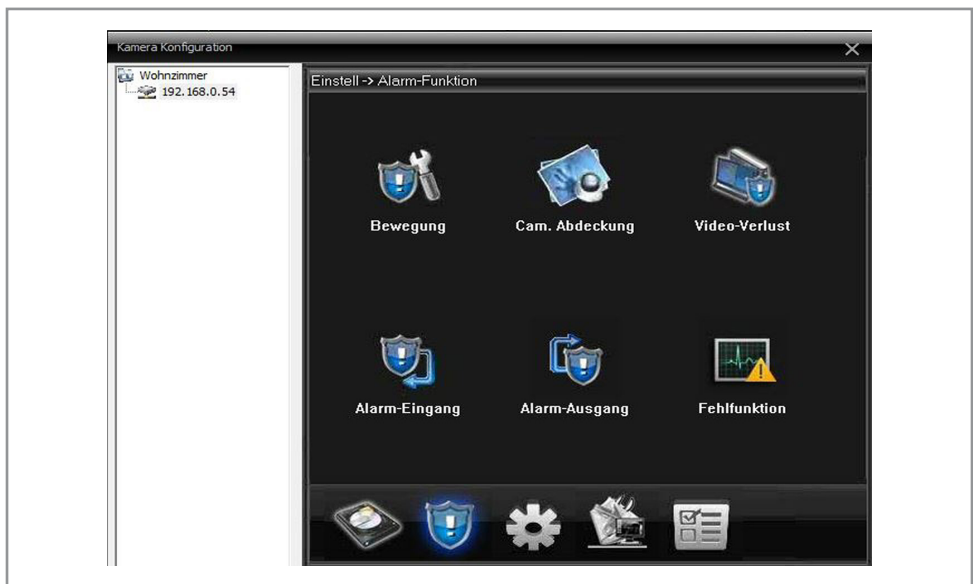 Kamera Konfiguration
Wohnzimmer
192.168.0.54
Einstell -> Alarm-Funktion
Bewegung
Cam. Abdeckung
Video-Verlust
Alarm-Eingang
Alarm-Ausgang
Fehlfunktion